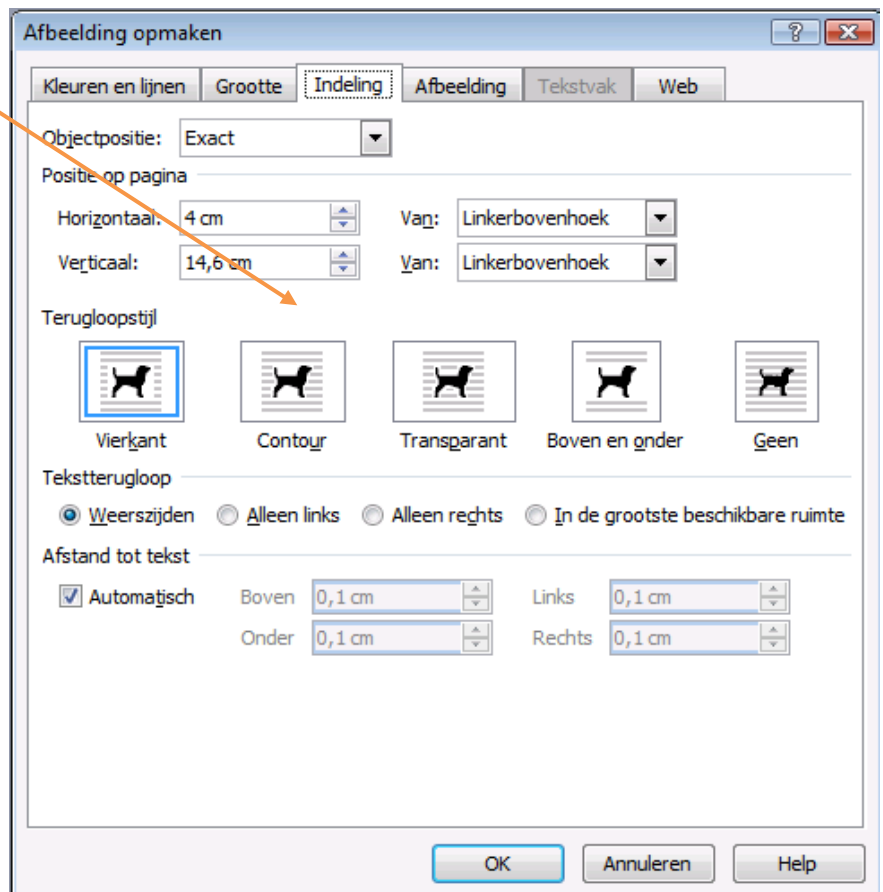 Afbeelding opmaken
Kleuren en lijnen Grootte Indeling Afbeelding Tekstvak Web
Objectpositie: Exact
Positie op pagina
Horizontaal: 4 cm Van: Linkerbovenhoek
Verticaal: 14,6 cm Van: Linkerbovenhoek
Terugloopstijl
Vierkant Contour Transparant Boven en onder Geen
Tekstterugloop
Weerszijden Alleen links Alleen rechts In de grootste beschikbare ruimte
Afstand tot tekst
Automatisch Boven 0,1 cm Links 0,1 cm
Onder 0,1 cm Rechts 0,1 cm
OK Annuleren Help